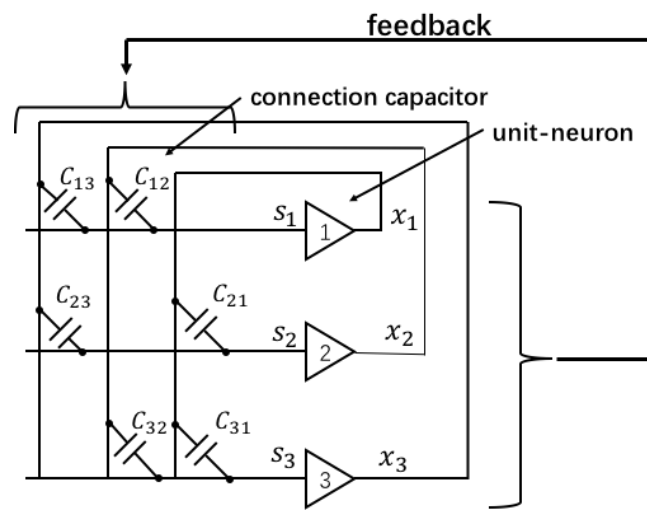 feedback
connection capacitor
unit-neuron
C₁₃ C₁₂
s₁ 1 x₁
C₂₃ C₂₁
s₂ 2 x₂
C₃₂ C₃₁
s₃ 3 x₃